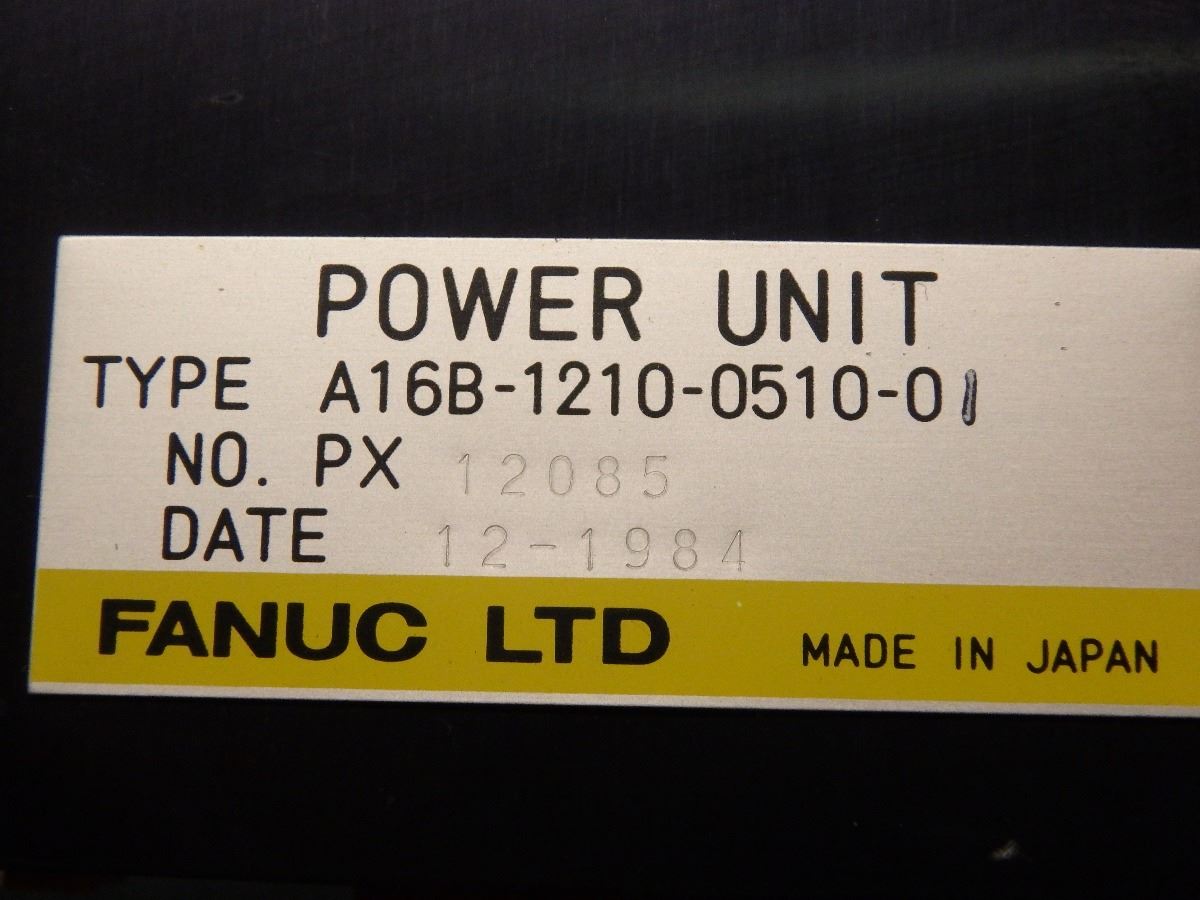 POWER UNIT
TYPE A16B-1210-0510-01
NO. PX 12085
DATE 12-1984
FANUC LTD MADE IN JAPAN